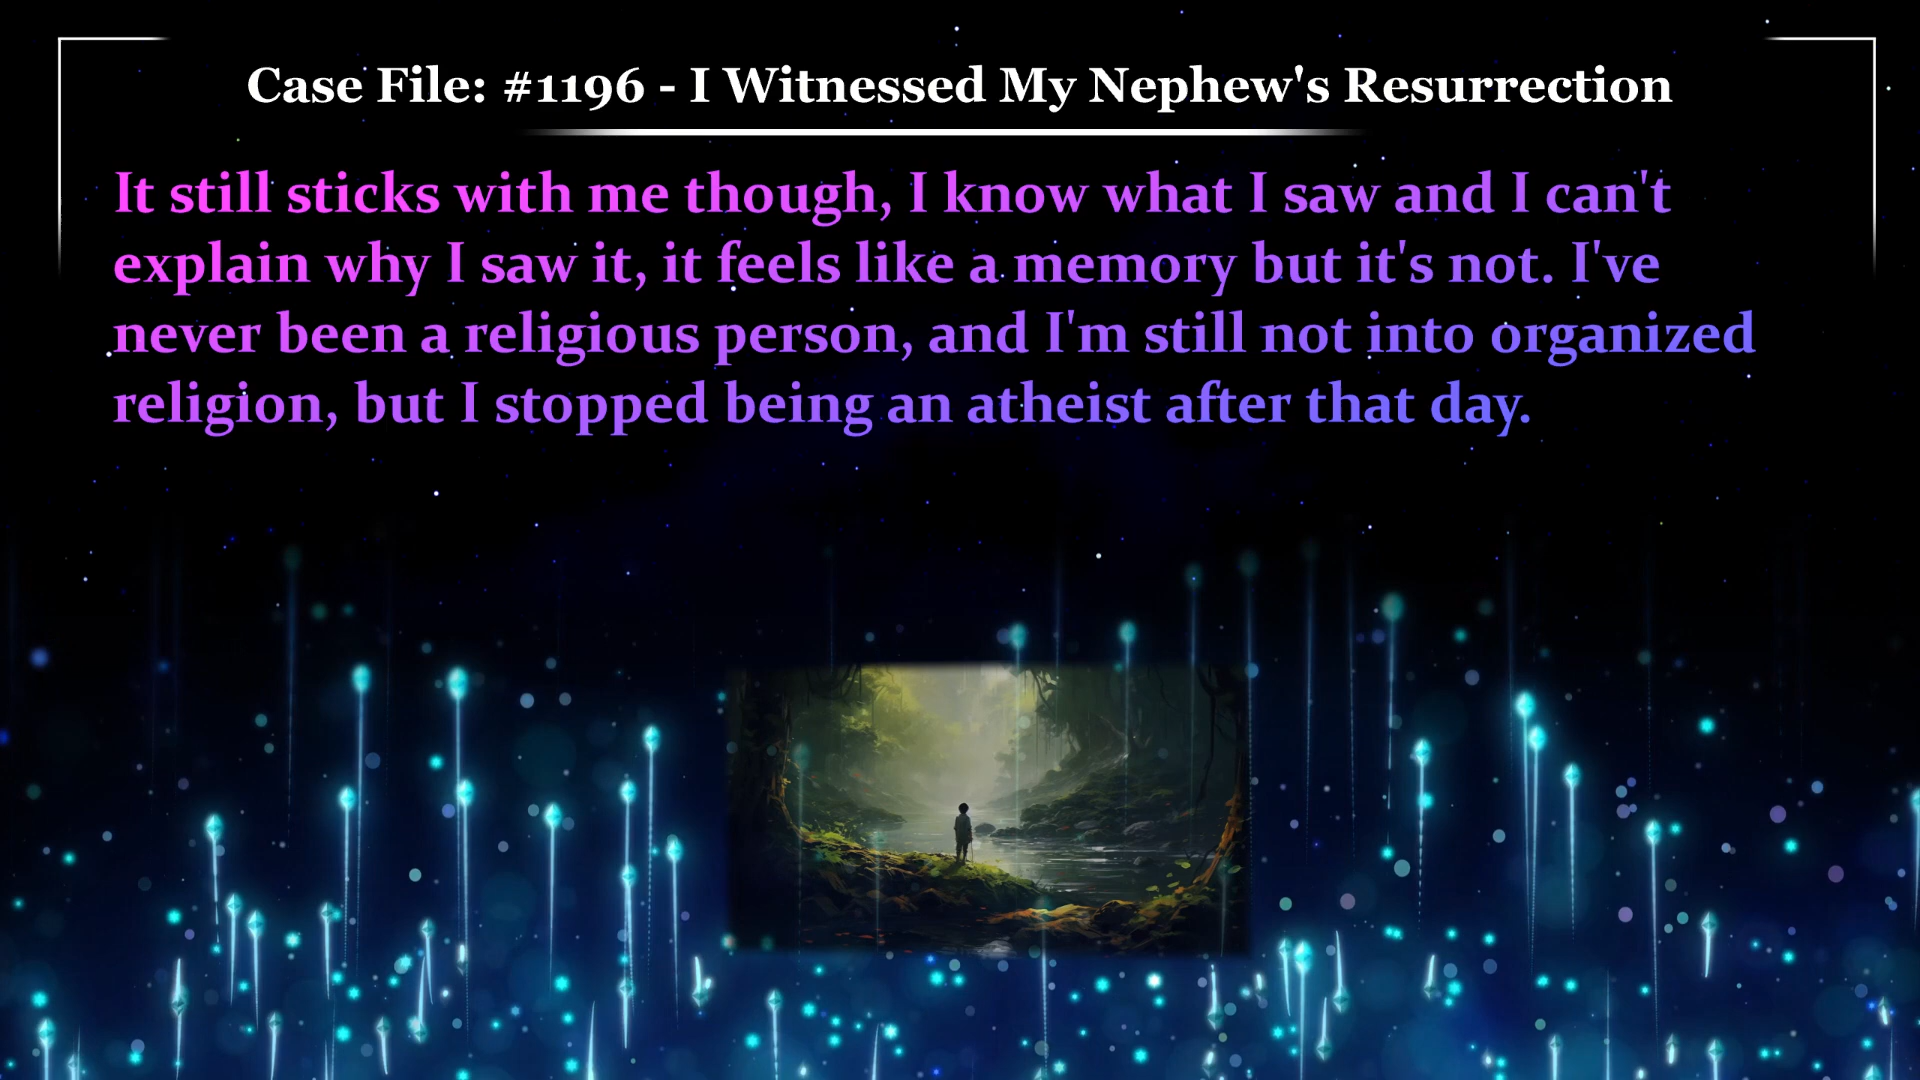 Case File: #1196 - I Witnessed My Nephew's Resurrection
It still sticks with me though, I know what I saw and I can't
explain why I saw it, it feels like a memory but it's not. I've
never been a religious person, and I'm still not into organized
religion, but I stopped being an atheist after that day.